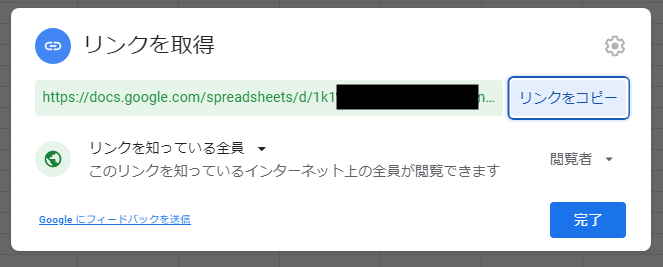 リンクを取得
https://docs.google.com/spreadsheets/d/1k1
リンクをコピー
リンクを知っている全員
このリンクを知っているインターネット上の全員が閲覧できます
閲覧者
Google にフィードバックを送信
完了